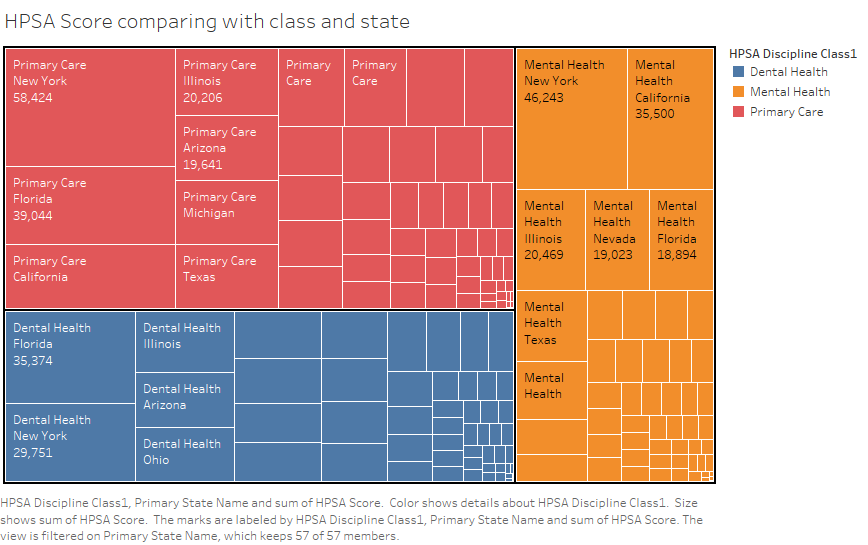 HPSA Score comparing with class and state
Primary Care
New York
58,424
Primary Care
Florida
39,044
Primary Care
California
Primary Care
Illinois
20,206
Primary Care
Arizona
19,641
Primary Care
Michigan
Primary Care
Texas
Primary
Care
Primary
Care
Dental Health
Florida
35,374
Dental Health
New York
29,751
Dental Health
Illinois
Dental Health
Arizona
Dental Health
Ohio
Mental Health
New York
46,243
Mental
Health
California
35,500
Mental
Health
Illinois
20,469
Mental
Health
Nevada
19,023
Mental
Health
Florida
18,894
Mental
Health
Texas
Mental
Health
HPSA Discipline Class1
Dental Health
Mental Health
Primary Care
HPSA Discipline Class1, Primary State Name and sum of HPSA Score.  Color shows details about HPSA Discipline Class1.  Size
shows sum of HPSA Score.  The marks are labeled by HPSA Discipline Class1, Primary State Name and sum of HPSA Score. The
view is filtered on Primary State Name, which keeps 57 of 57 members.